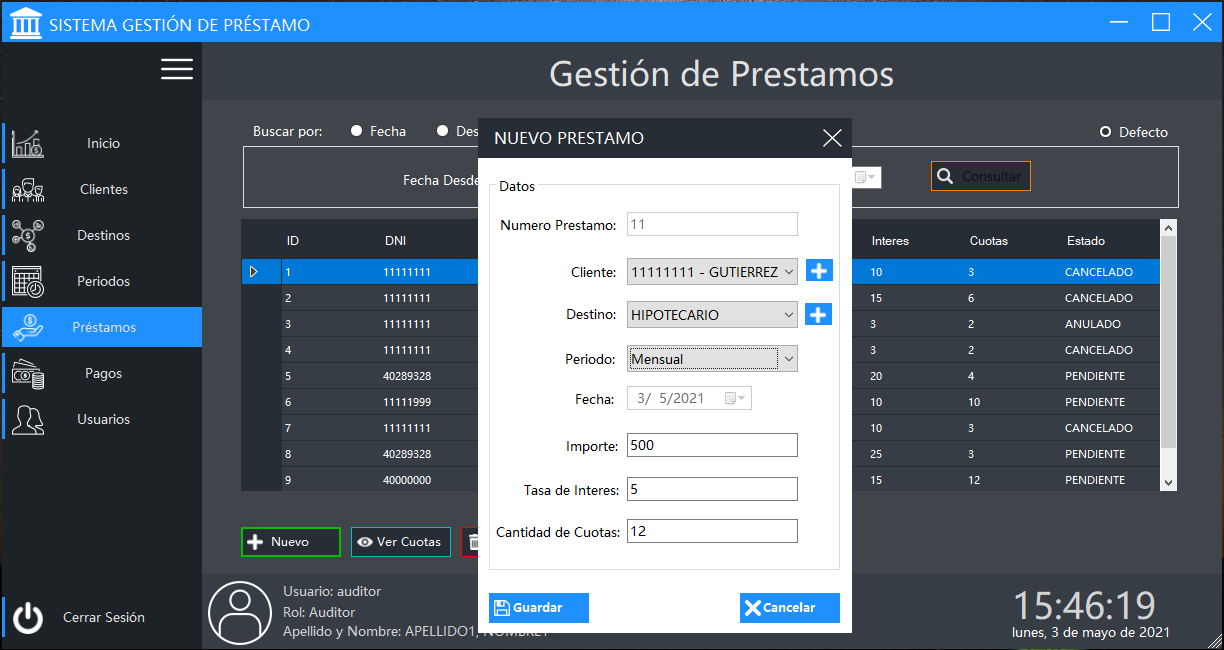 SISTEMA GESTIÓN DE PRÉSTAMO
Gestión de Prestamos
Inicio
Clientes
Destinos
Periodos
Préstamos
Pagos
Usuarios
Cerrar Sesión
Buscar por: Fecha Des Defecto
Fecha Desde Consultar
ID DNI Interes Cuotas Estado
1 11111111 10 3 CANCELADO
2 11111111 15 6 CANCELADO
3 11111111 3 2 ANULADO
4 11111111 3 2 CANCELADO
5 40289328 20 4 PENDIENTE
6 11111999 10 10 PENDIENTE
7 11111111 10 3 CANCELADO
8 40289328 25 3 PENDIENTE
9 40000000 15 12 PENDIENTE
Nuevo Ver Cuotas
NUEVO PRESTAMO
Datos
Numero Prestamo: 11
Cliente: 11111111 - GUTIERREZ
Destino: HIPOTECARIO
Periodo: Mensual
Fecha: 3/ 5/2021
Importe: 500
Tasa de Interes: 5
Cantidad de Cuotas: 12
Guardar Cancelar
Usuario: auditor
Rol: Auditor
Apellido y Nombre: APELLIDO1, NOMBRE1
15:46:19
lunes, 3 de mayo de 2021